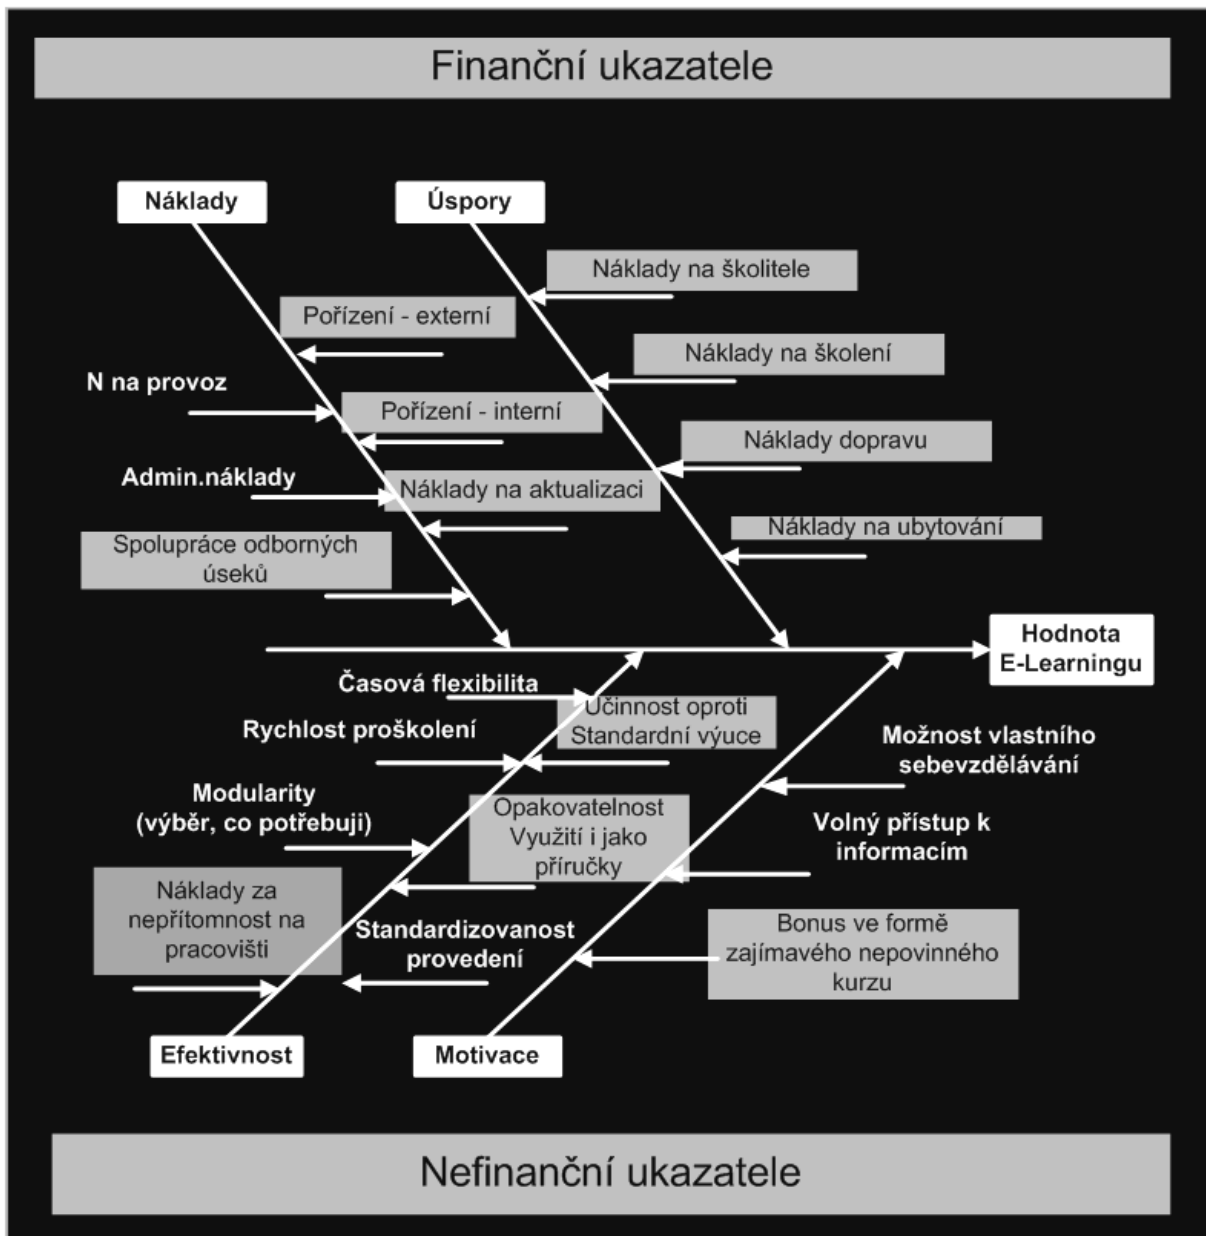 Finanční ukazatele
Náklady
Úspory
Náklady na školitele
Pořízení - externí
Náklady na školení
N na provoz
Pořízení - interní
Náklady dopravu
Admin.náklady
Náklady na aktualizaci
Náklady na ubytování
Spolupráce odborných
úseků
Hodnota
E-Learningu
Časová flexibilita
Účinnost oproti
Standardní výuce
Rychlost proškolení
Možnost vlastního
sebevzdělávání
Modularity
(výběr, co potřebuji)
Opakovatelnost
Využití i jako
příručky
Volný přístup k
informacím
Náklady za
nepřítomnost na
pracovišti
Standardizovanost
provedení
Bonus ve formě
zajímavého nepovinného
kurzu
Efektivnost
Motivace
Nefinanční ukazatele